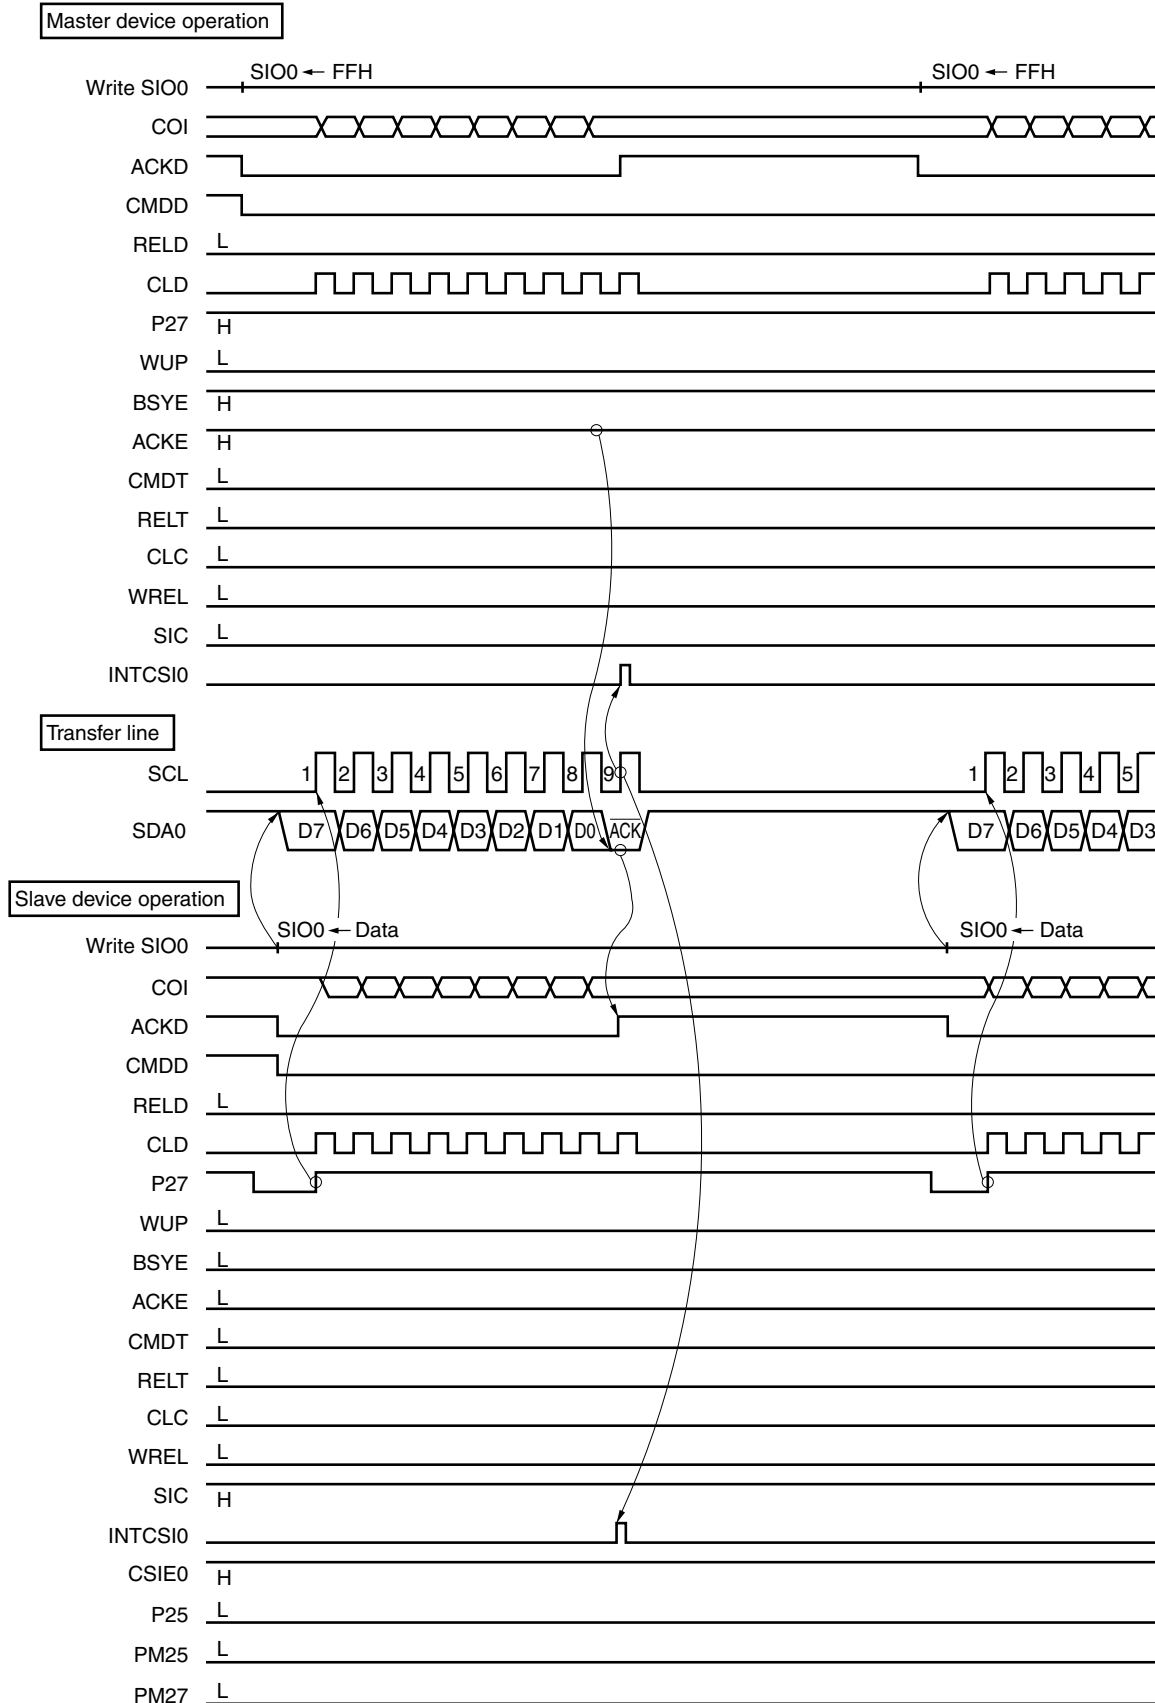 Master device operation
SIO0 ← FFH SIO0 ← FFH
Write SIO0
COI
ACKD
CMDD
RELD L
CLD
P27 H
WUP L
BSYE H
ACKE H
CMDT L
RELT L
CLC L
WREL L
SIC L
INTCSI0
Transfer line
SCL 1 2 3 4 5 6 7 8 9 1 2 3 4 5
SDA0 D7 D6 D5 D4 D3 D2 D1 D0 ACK D7 D6 D5 D4 D3
Slave device operation
SIO0 ← Data SIO0 ← Data
Write SIO0
COI
ACKD
CMDD
RELD L
CLD
P27
WUP L
BSYE L
ACKE L
CMDT L
RELT L
CLC L
WREL L
SIC H
INTCSI0
CSIE0 H
P25 L
PM25 L
PM27 L